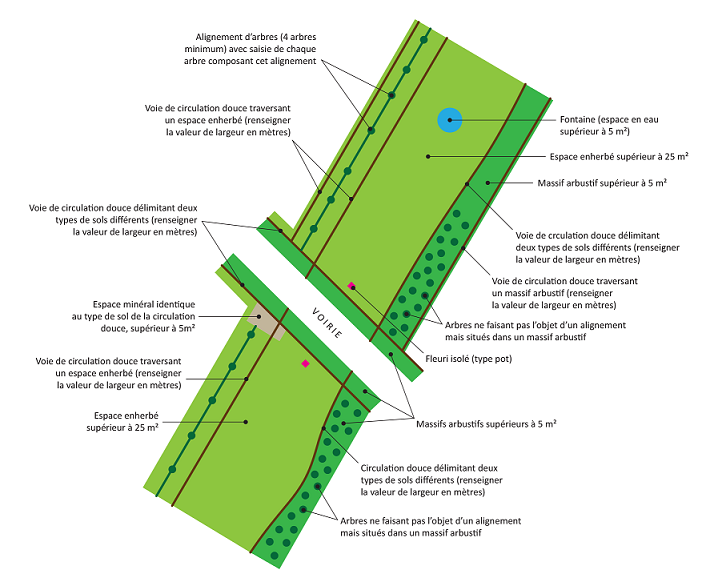 Alignement d'arbres (4 arbres
minimum) avec saisie de chaque
arbre composant cet alignement
Voie de circulation douce traversant
un espace enherbé (renseigner
la valeur de largeur en mètres)
Fontaine (espace en eau
supérieur à 5 m²)
Espace enherbé supérieur à 25 m²
Massif arbustif supérieur à 5 m²
Voie de circulation douce délimitant deux
types de sols différents (renseigner
la valeur de largeur en mètres)
Voie de circulation douce délimitant
deux types de sols différents (renseigner
la valeur de largeur en mètres)
Voie de circulation douce traversant
un massif arbustif (renseigner
la valeur de largeur en mètres)
Espace minéral identique
au type de sol de la circulation
douce, supérieur à 5m²
VOIRIE
Arbres ne faisant pas l'objet d'un alignement
mais situés dans un massif arbustif
Fleuri isolé (type pot)
Voie de circulation douce traversant
un espace enherbé (renseigner
la valeur de largeur en mètres)
Espace enherbé
supérieur à 25 m²
Massifs arbustifs supérieurs à 5 m²
Circulation douce délimitant deux
types de sols différents (renseigner
la valeur de largeur en mètres)
Arbres ne faisant pas l'objet d'un alignement
mais situés dans un massif arbustif